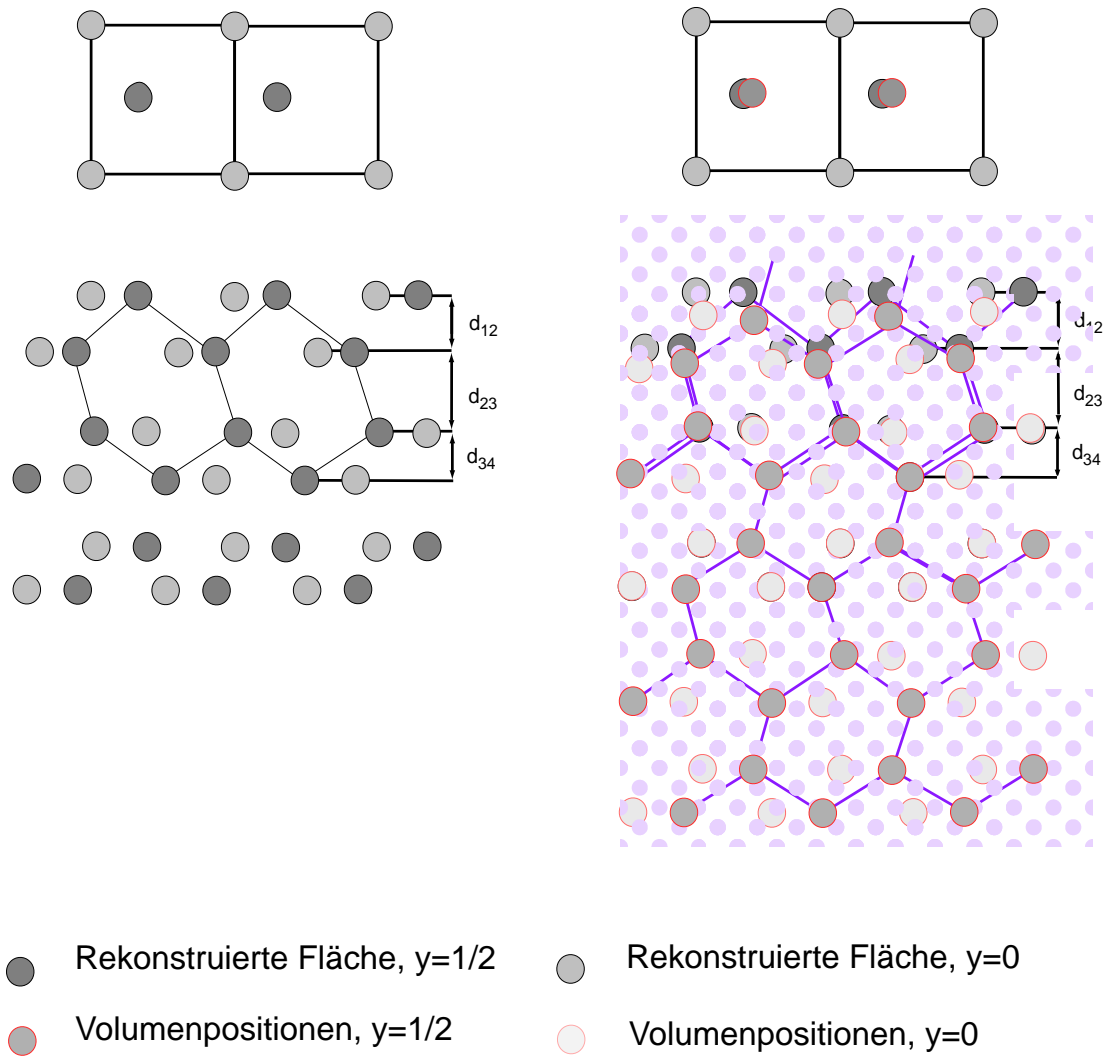 d12
d23
d34
d12
d23
d34
Rekonstruierte Fläche, y=1/2
Rekonstruierte Fläche, y=0
Volumenpositionen, y=1/2
Volumenpositionen, y=0